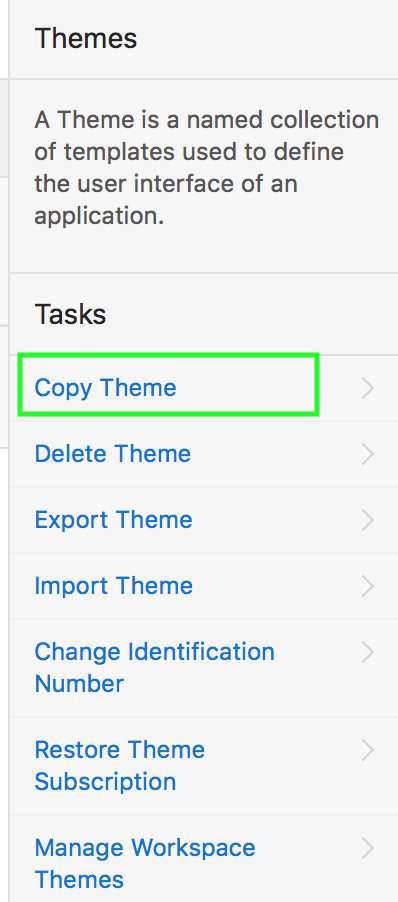 Themes
A Theme is a named collection
of templates used to define
the user interface of an
application.
Tasks
Copy Theme
Delete Theme
Export Theme
Import Theme
Change Identification
Number
Restore Theme
Subscription
Manage Workspace
Themes